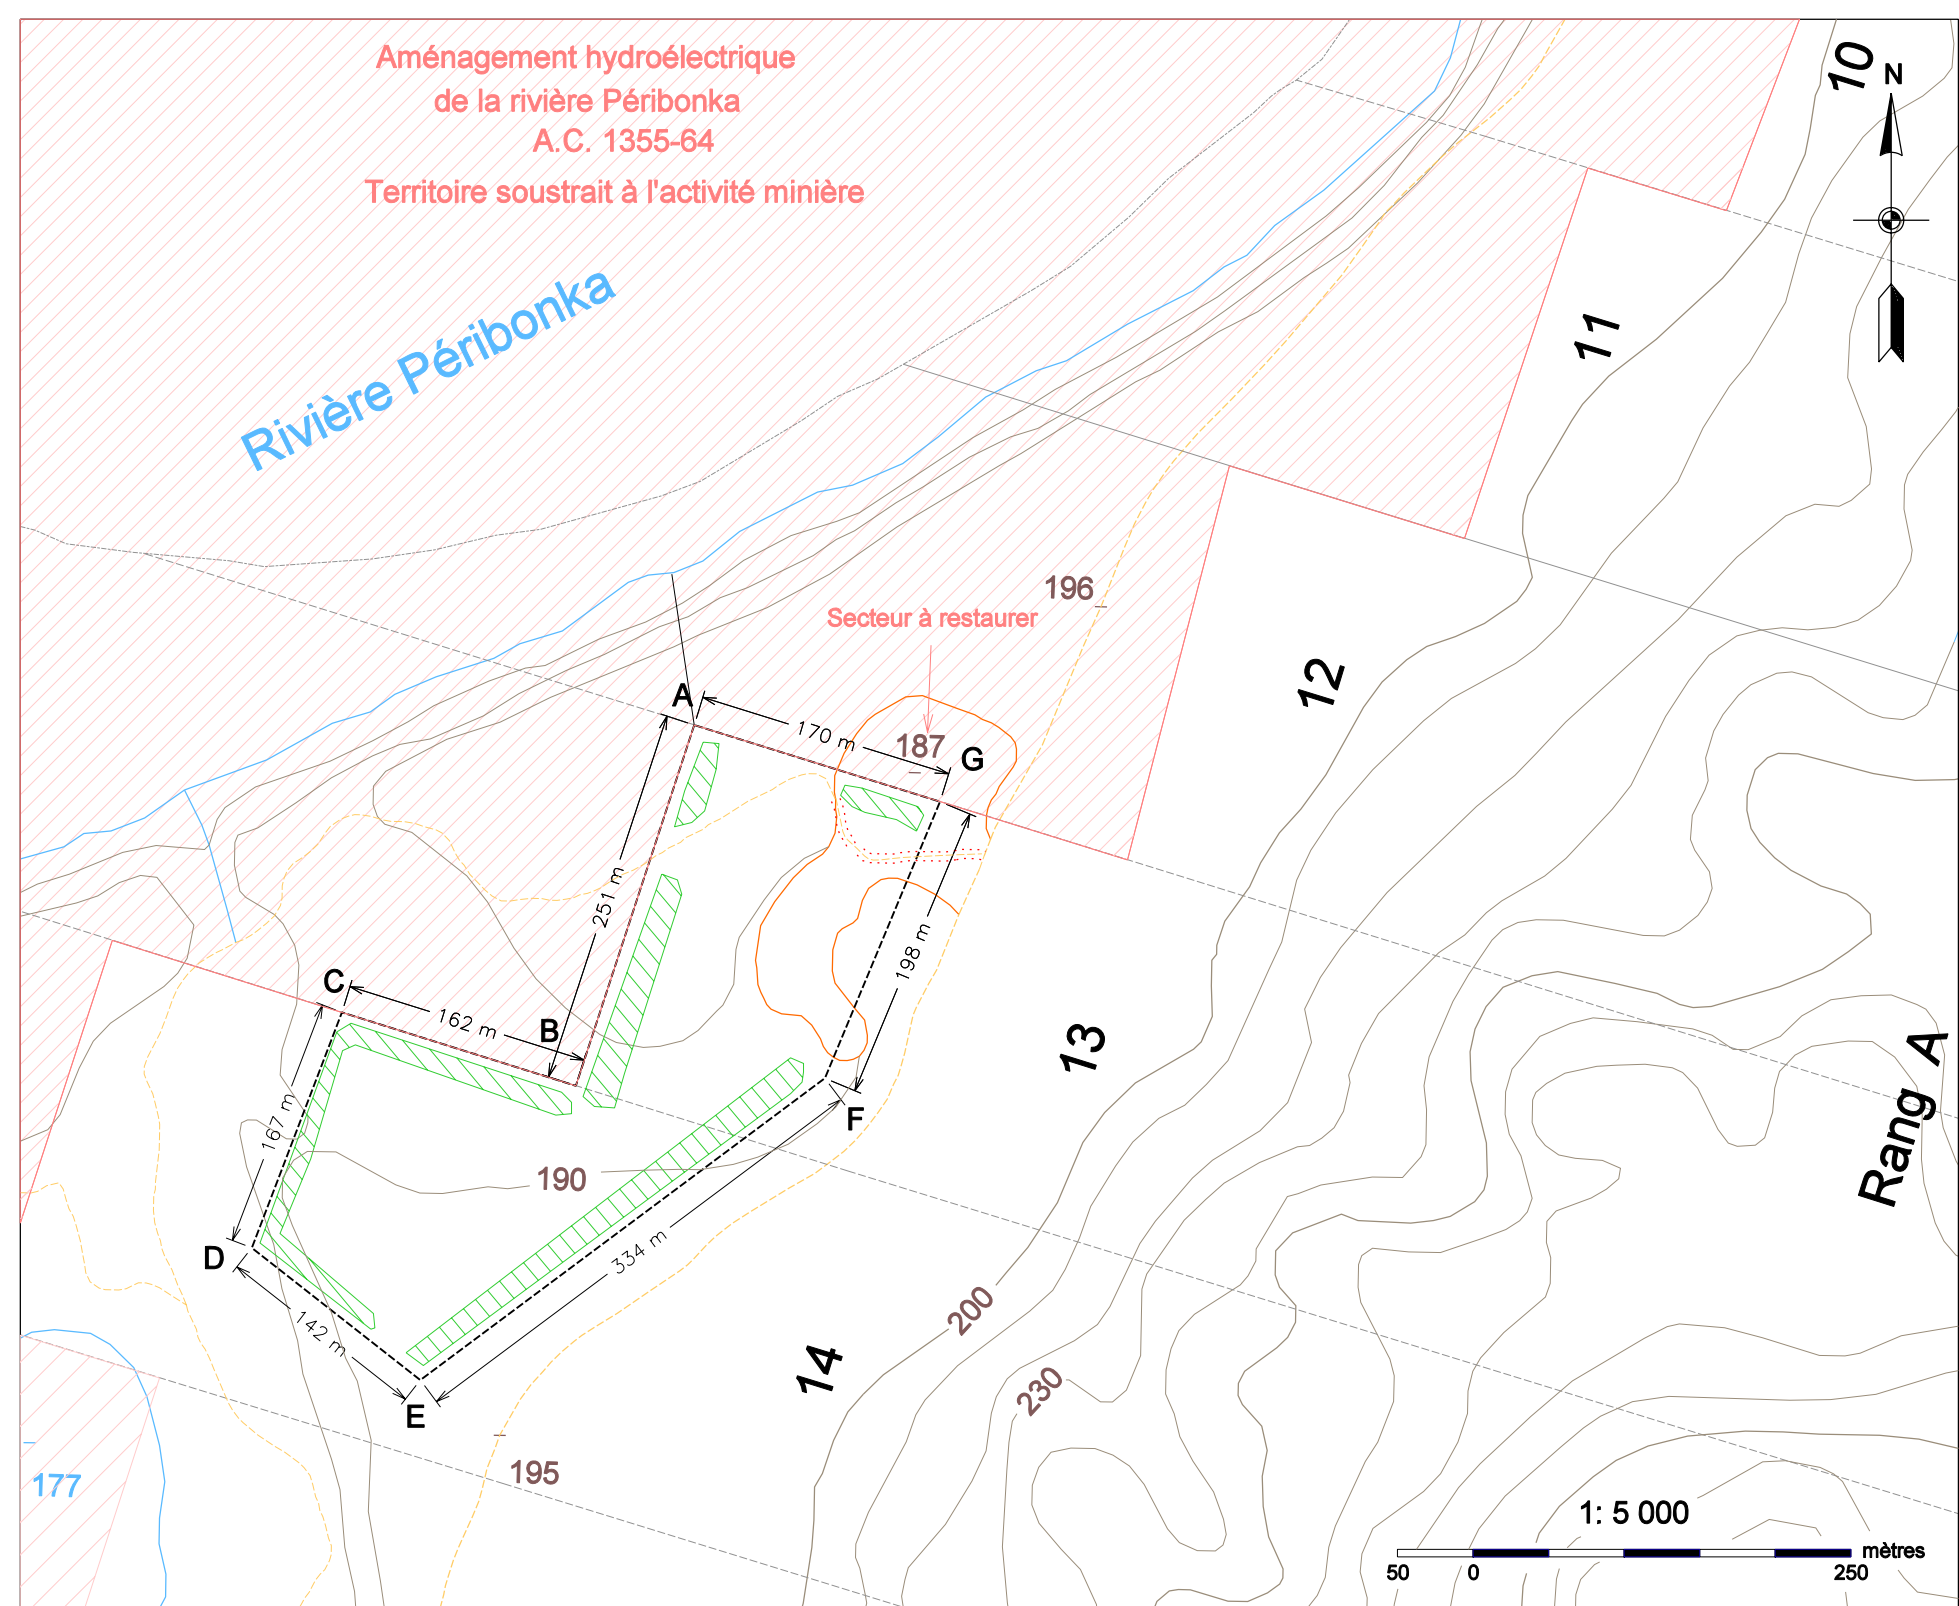 Aménagement hydroélectrique
de la rivière Péribonka
A.C. 1355-64
Territoire soustrait à l'activité minière
10
N
Rivière Péribonka
11
196
Secteur à restaurer
12
A
170 m
187
G
251 m
198 m
C
162 m
B
13
Rang A
167 m
F
190
D
334 m
142 m
200
E
14
230
195
177
1: 5 000
mètres
50 0 250